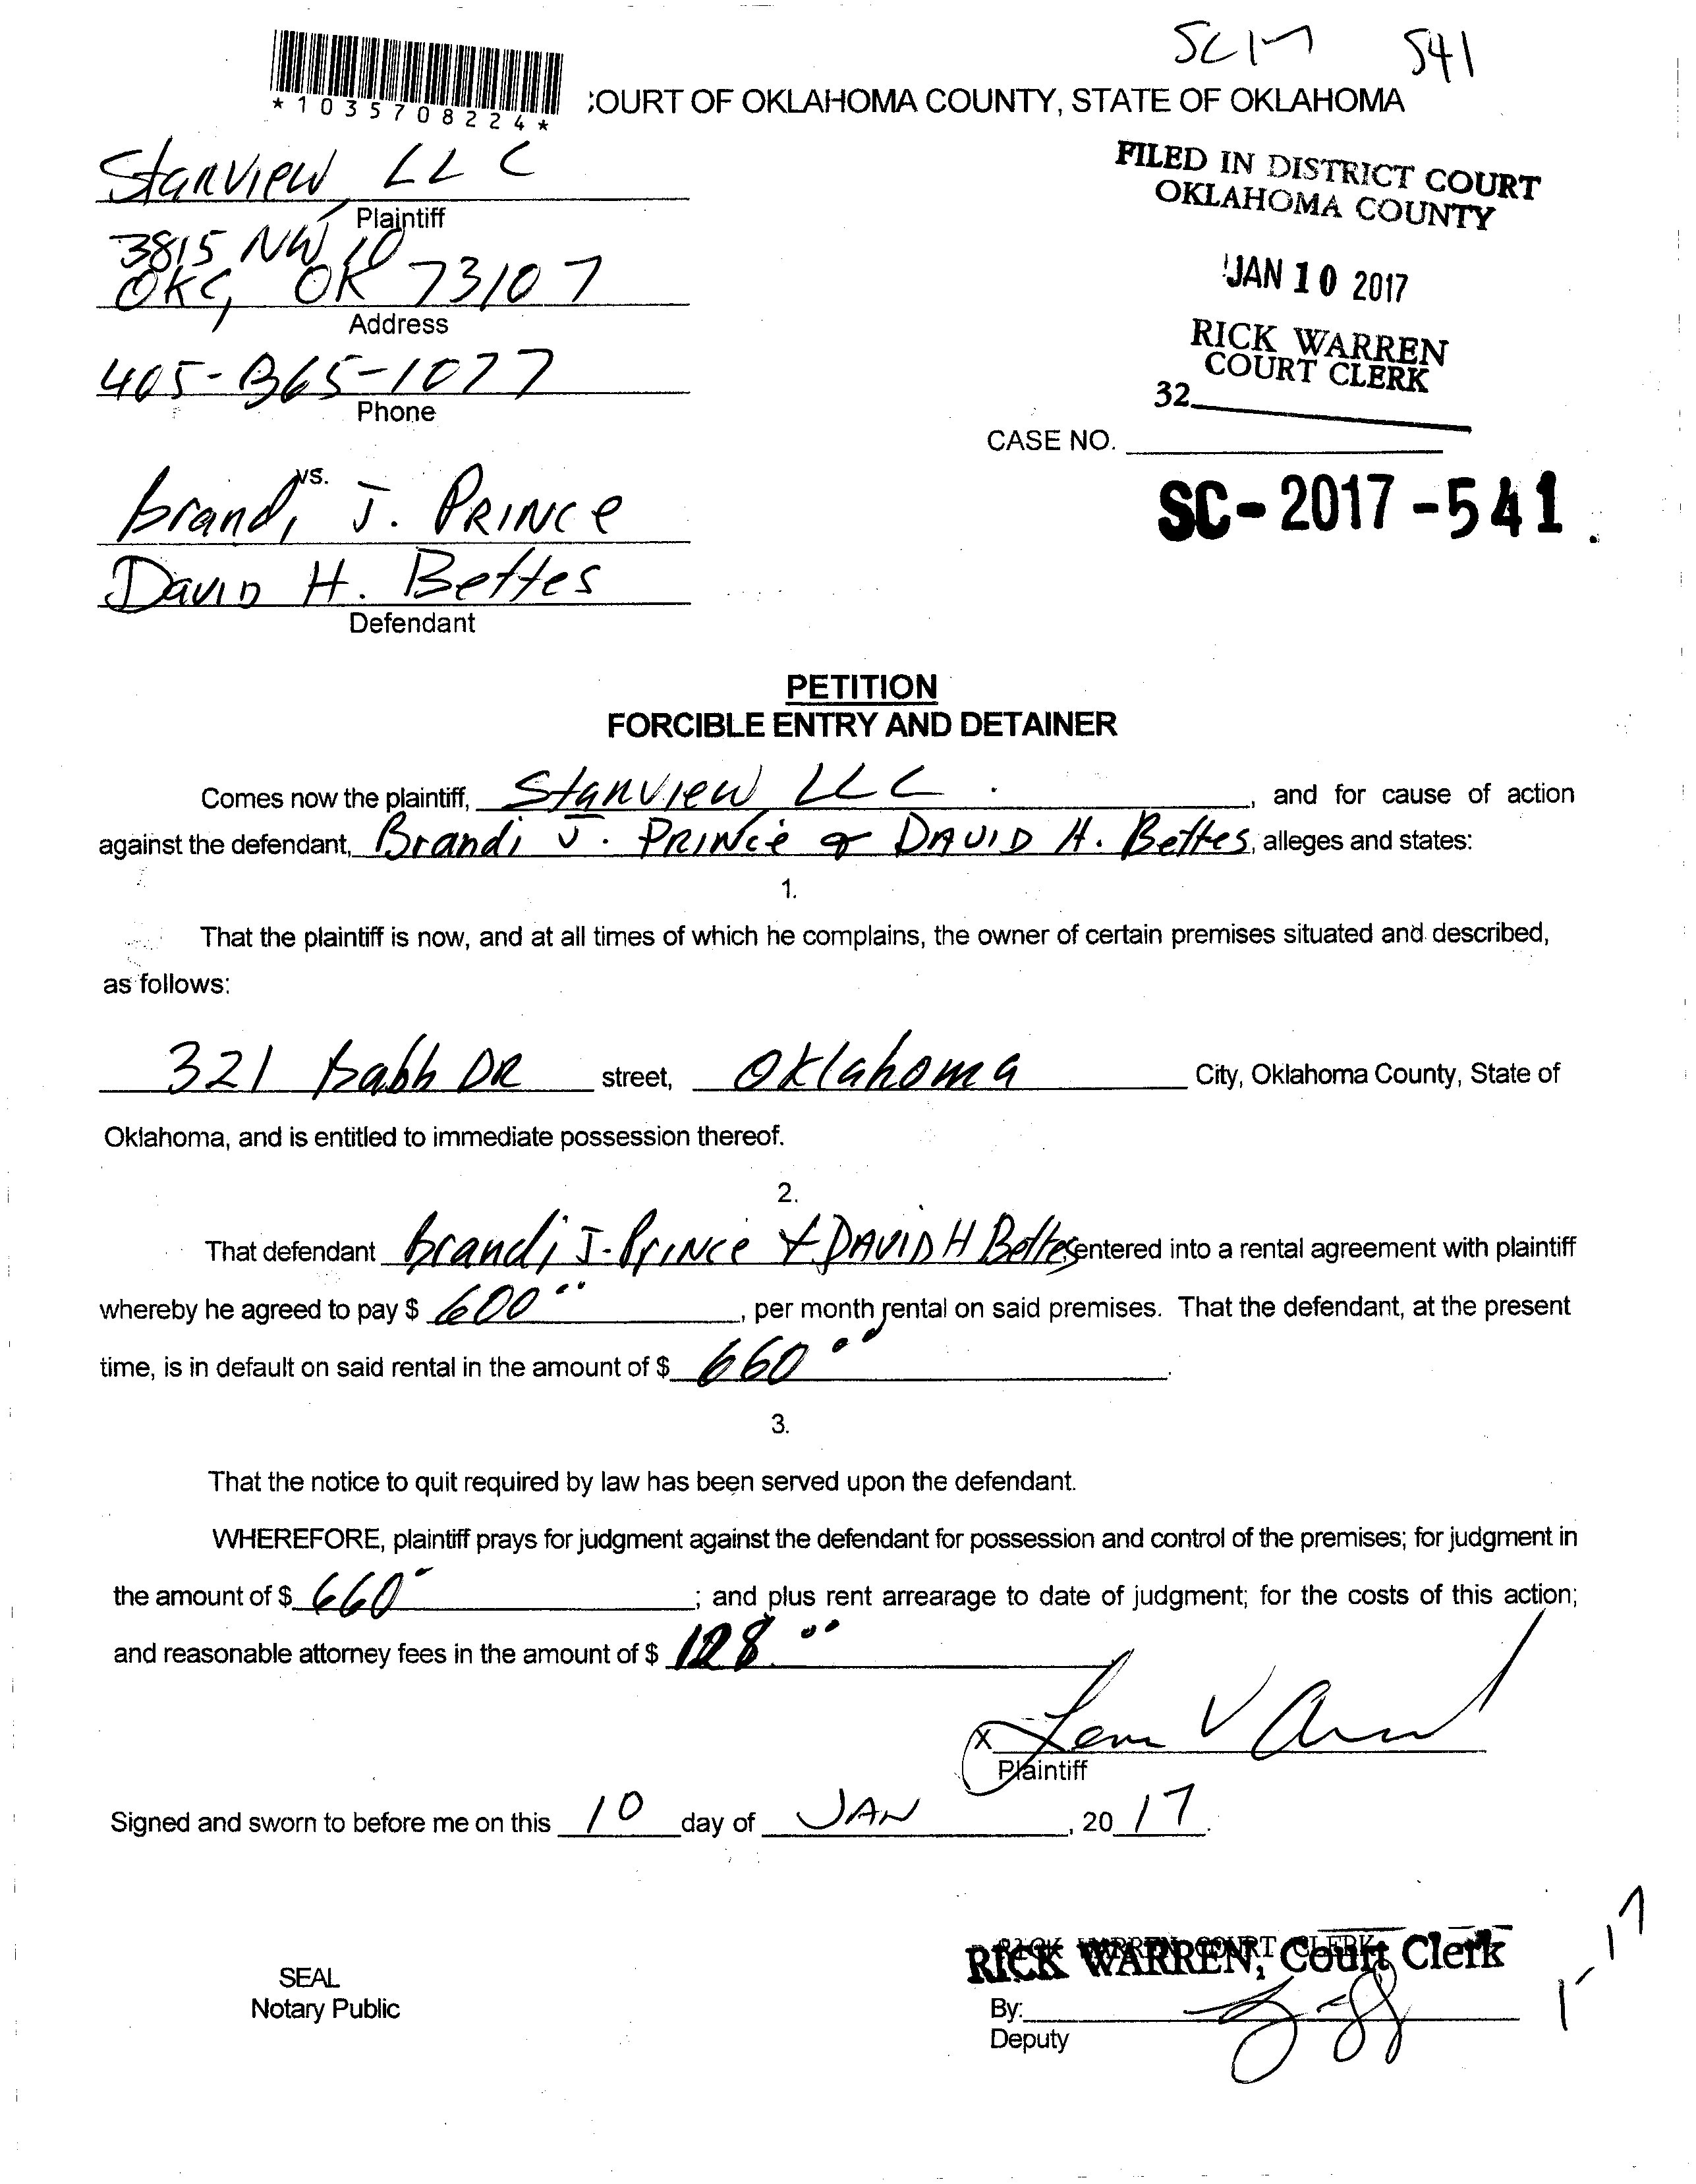 SC 17 541
*1035708224*
COURT OF OKLAHOMA COUNTY, STATE OF OKLAHOMA
Starview LLC
Plaintiff
FILED IN DISTRICT COURT
OKLAHOMA COUNTY
3815 NW 10
OKC, OK 73107
Address
JAN 10 2017
RICK WARREN
COURT CLERK
32
405-365-1077
Phone
CASE NO.
SC-2017-541
vs.
Brandi J. Prince
David H. Bettes
Defendant
PETITION
FORCIBLE ENTRY AND DETAINER
Comes now the plaintiff, Starview LLC, and for cause of action
against the defendant, Brandi J. Prince & David H. Bettes, alleges and states:
1.
That the plaintiff is now, and at all times of which he complains, the owner of certain premises situated and described,
as follows:
321 Babb DR street, Oklahoma City, Oklahoma County, State of
Oklahoma, and is entitled to immediate possession thereof.
2.
That defendant Brandi J. Prince & David H Bettes entered into a rental agreement with plaintiff
whereby he agreed to pay $ 600.00, per month rental on said premises. That the defendant, at the present
time, is in default on said rental in the amount of $ 660.00.
3.
That the notice to quit required by law has been served upon the defendant.
WHEREFORE, plaintiff prays for judgment against the defendant for possession and control of the premises; for judgment in
the amount of $ 660; and plus rent arrearage to date of judgment; for the costs of this action;
and reasonable attorney fees in the amount of $ 128.00
X
Plaintiff
Signed and sworn to before me on this 10 day of JAN, 2017.
RICK WARREN, Court Clerk
SEAL
Notary Public
By:
Deputy
1-17